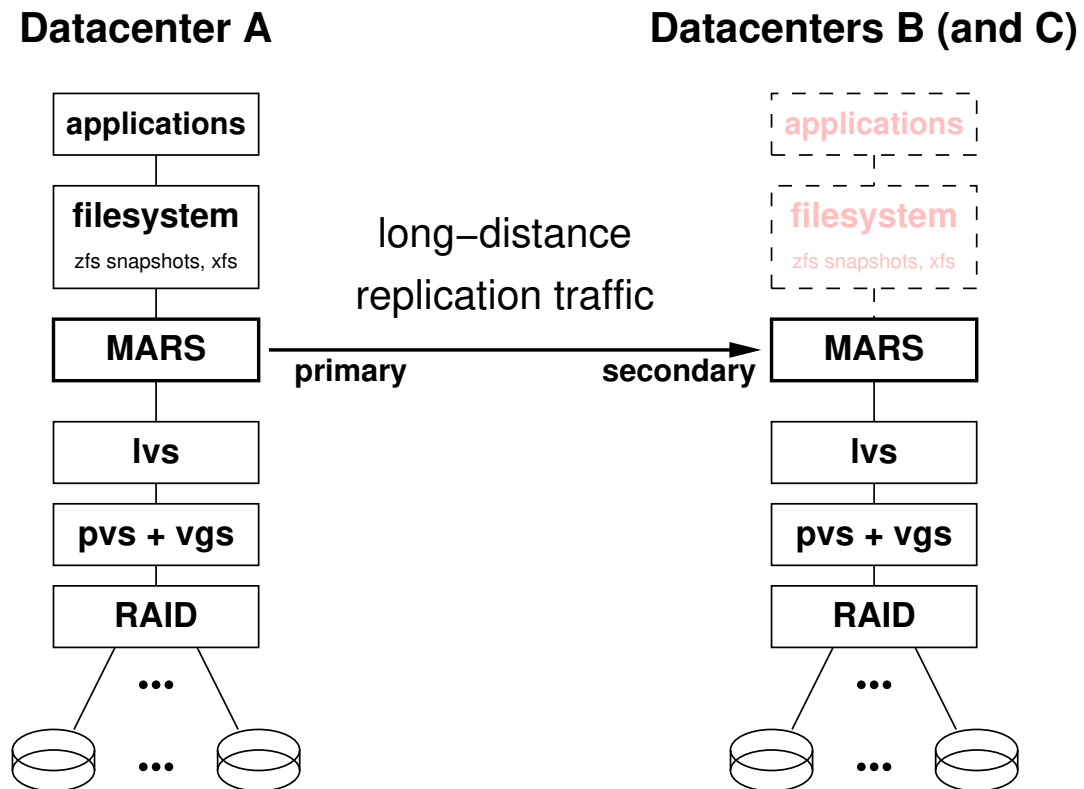 Datacenter A
Datacenters B (and C)
applications
applications
filesystem
zfs snapshots, xfs
filesystem
zfs snapshots, xfs
long−distance
replication traffic
MARS
primary
secondary
MARS
lvs
lvs
pvs + vgs
pvs + vgs
RAID
RAID
...
...
...
...